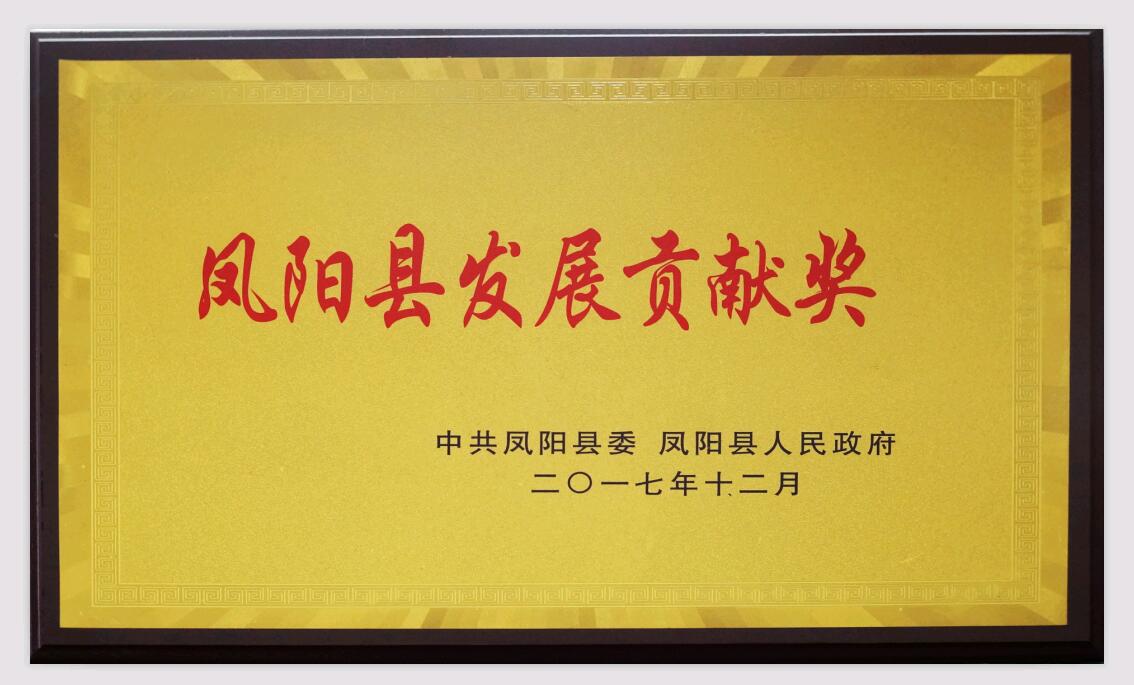 凤阳县发展贡献奖
中共凤阳县委 凤阳县人民政府
二〇一七年十二月